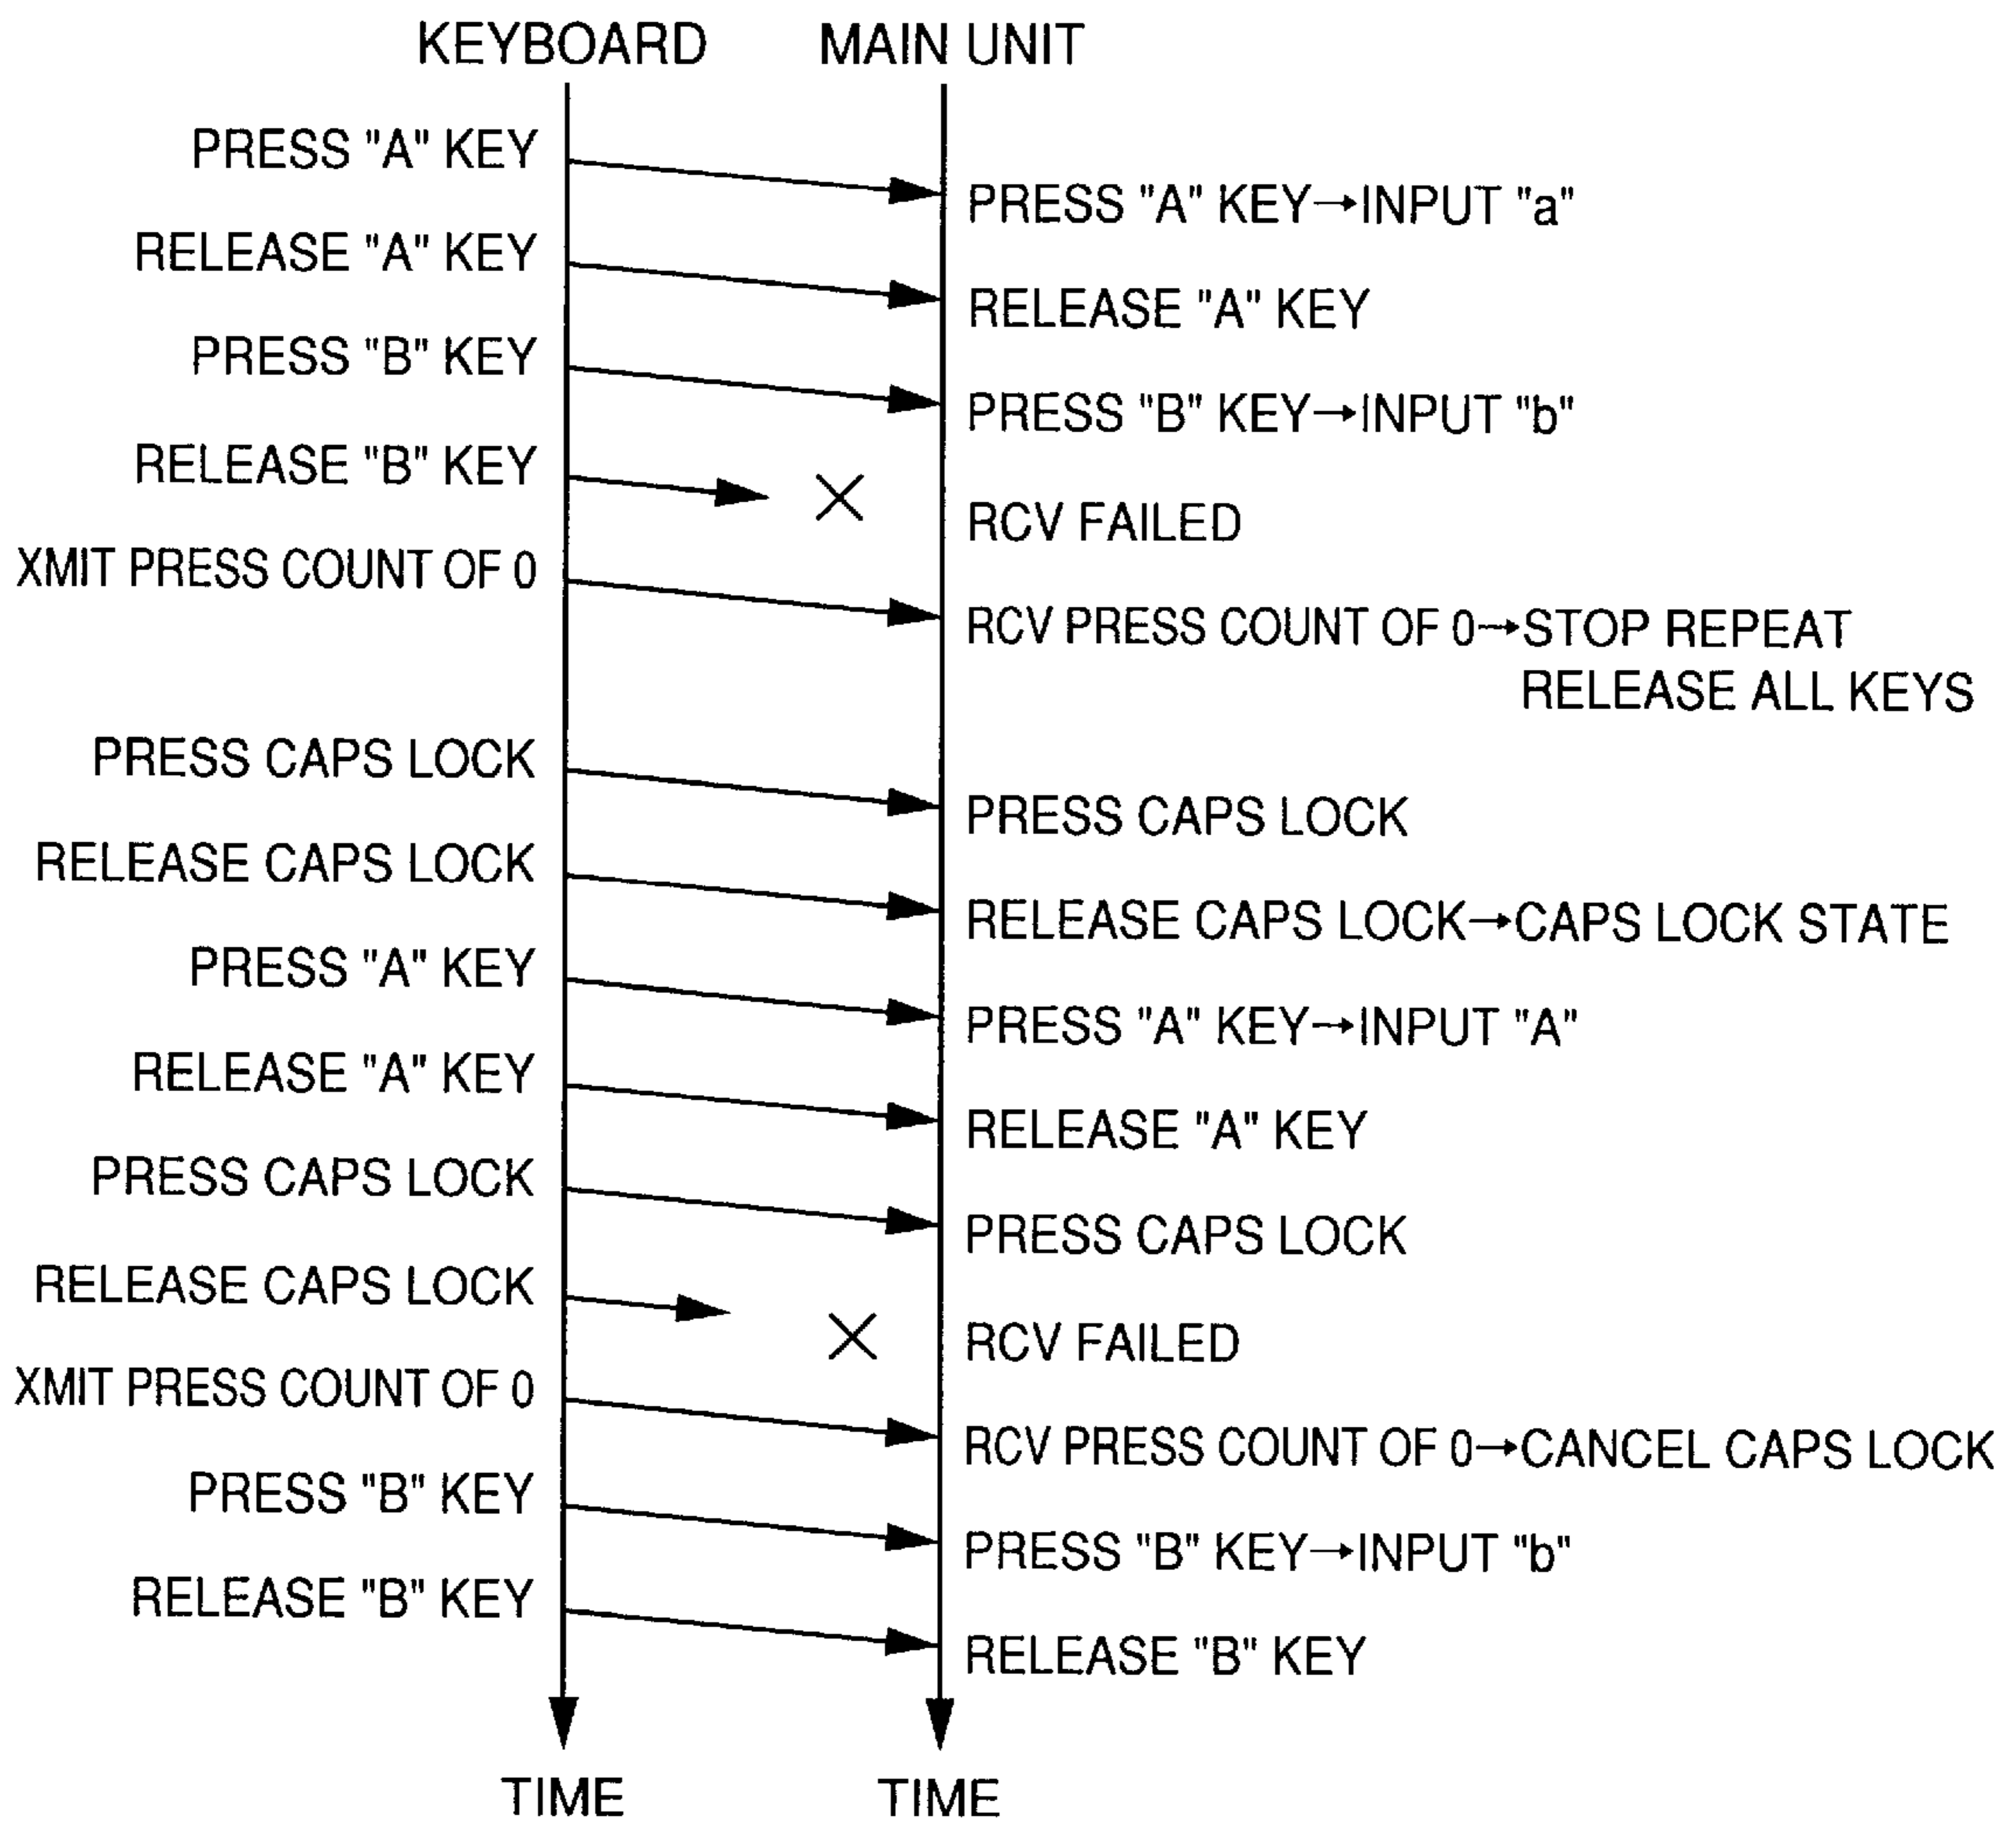 KEYBOARD MAIN UNIT
PRESS "A" KEY
PRESS "A" KEY→INPUT "a"
RELEASE "A" KEY
RELEASE "A" KEY
PRESS "B" KEY
PRESS "B" KEY→INPUT "b"
RELEASE "B" KEY
RCV FAILED
XMIT PRESS COUNT OF 0
RCV PRESS COUNT OF 0→STOP REPEAT
RELEASE ALL KEYS
PRESS CAPS LOCK
PRESS CAPS LOCK
RELEASE CAPS LOCK
RELEASE CAPS LOCK→CAPS LOCK STATE
PRESS "A" KEY
PRESS "A" KEY→INPUT "A"
RELEASE "A" KEY
RELEASE "A" KEY
PRESS CAPS LOCK
PRESS CAPS LOCK
RELEASE CAPS LOCK
RCV FAILED
XMIT PRESS COUNT OF 0
RCV PRESS COUNT OF 0→CANCEL CAPS LOCK
PRESS "B" KEY
PRESS "B" KEY→INPUT "b"
RELEASE "B" KEY
RELEASE "B" KEY
TIME TIME